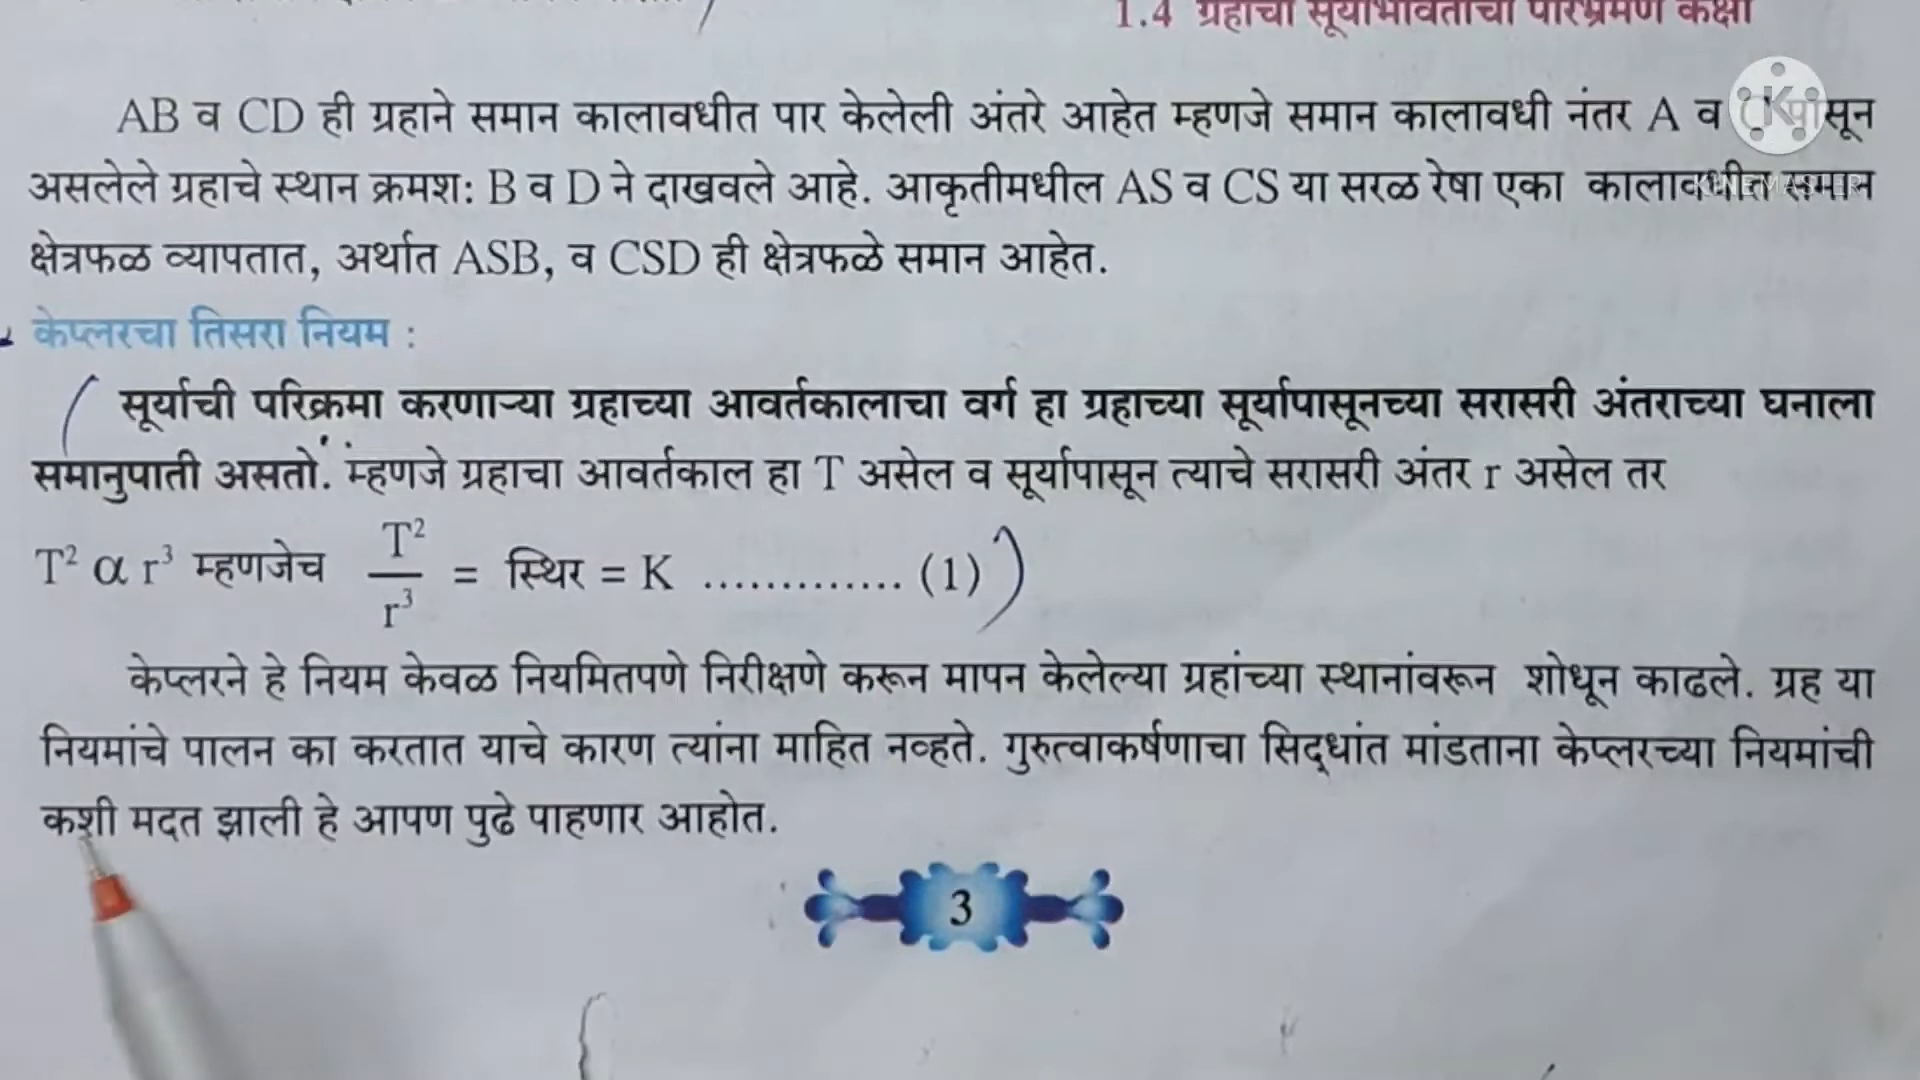 1.4 ग्रहाची सूर्याभोवतीची परिभ्रमण कक्षा
AB व CD ही ग्रहाने समान कालावधीत पार केलेली अंतरे आहेत म्हणजे समान कालावधी नंतर A व C पासून
असलेले ग्रहाचे स्थान क्रमश: B व D ने दाखवले आहे. आकृतीमधील AS व CS या सरळ रेषा एका कालावधीत समान
KINEMASTER
क्षेत्रफळ व्यापतात, अर्थात ASB, व CSD ही क्षेत्रफळे समान आहेत.
केप्लरचा तिसरा नियम :
सूर्याची परिक्रमा करणाऱ्या ग्रहाच्या आवर्तकालाचा वर्ग हा ग्रहाच्या सूर्यापासूनच्या सरासरी अंतराच्या घनाला
समानुपाती असतो. म्हणजे ग्रहाचा आवर्तकाल हा T असेल व सूर्यापासून त्याचे सरासरी अंतर r असेल तर
T² α r³ म्हणजेच T²/r³ = स्थिर = K ............. (1)
केप्लरने हे नियम केवळ नियमितपणे निरीक्षणे करून मापन केलेल्या ग्रहांच्या स्थानांवरून शोधून काढले. ग्रह या
नियमांचे पालन का करतात याचे कारण त्यांना माहित नव्हते. गुरुत्वाकर्षणाचा सिद्धांत मांडताना केप्लरच्या नियमांची
कशी मदत झाली हे आपण पुढे पाहणार आहोत.
3